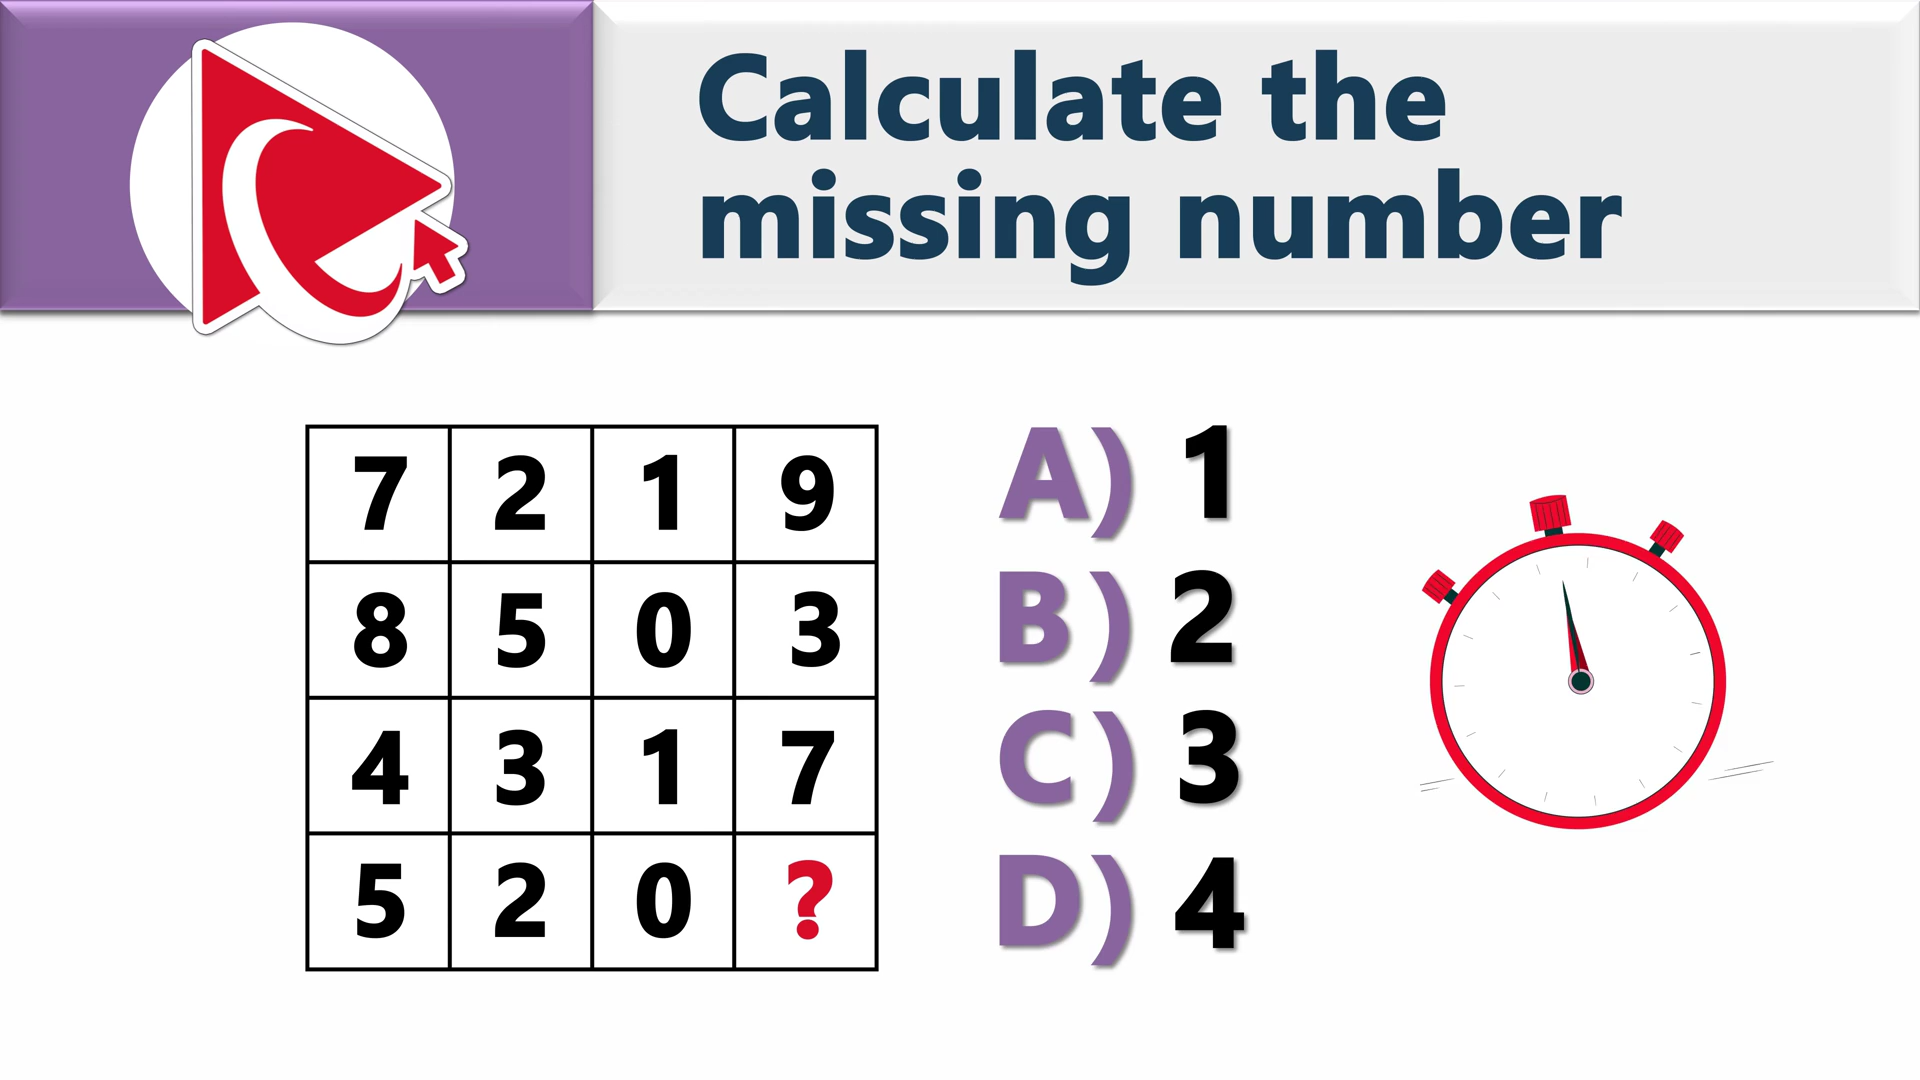 Calculate the
missing number
7 2 1 9
8 5 0 3
4 3 1 7
5 2 0 ?
A) 1
B) 2
C) 3
D) 4